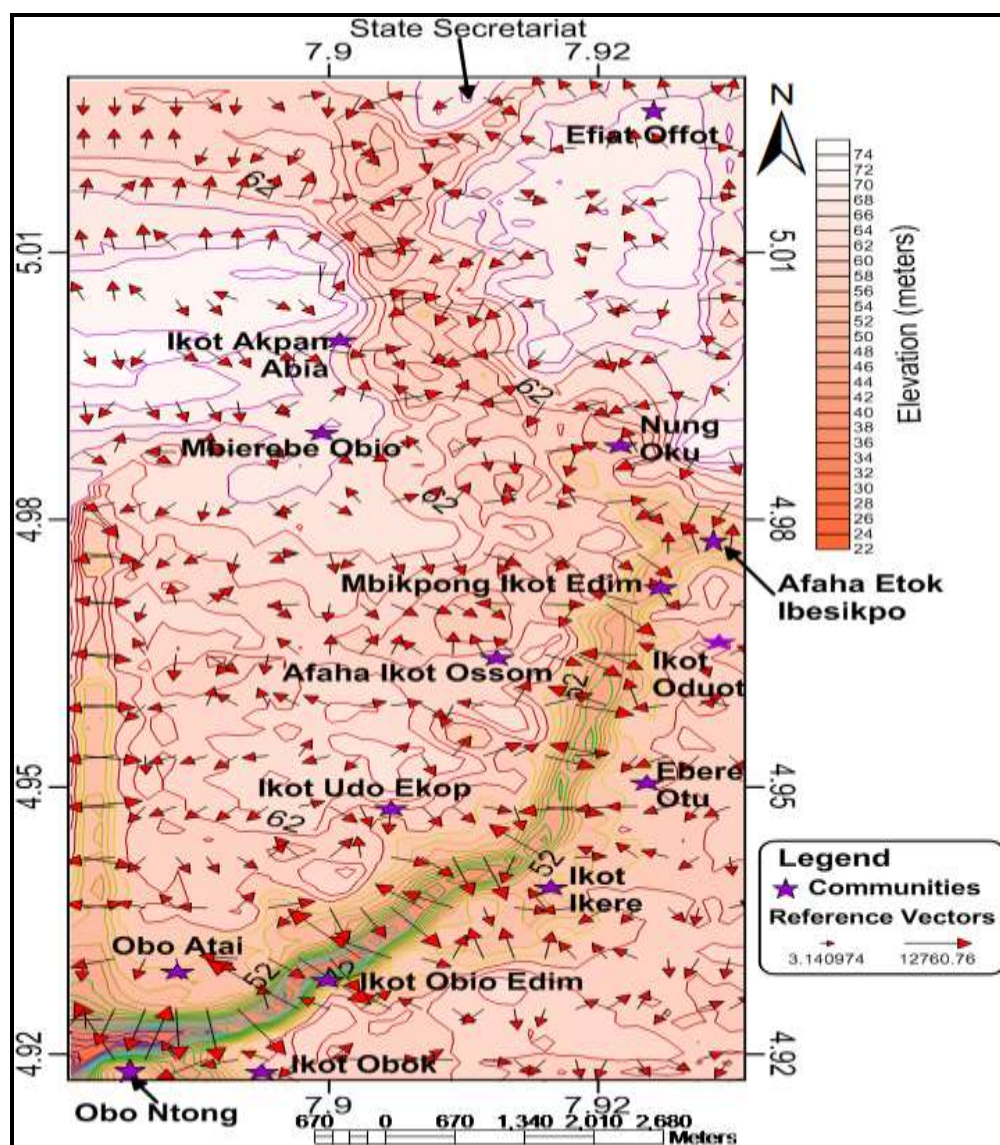 State Secretariat
7.9
7.92
N
Efiat Offot
74
72
70
68
66
64
62
60
58
56
54
52
50
48
46
44
42
40
38
36
34
32
30
28
26
24
22
Elevation (meters)
62
5.01
5.01
Ikot Akpan
Abia
62
Nung
Oku
Mbierebe Obio
62
4.98
4.98
Mbikpong Ikot Edim
Afaha Etok
Ibesikpo
Afaha Ikot Ossom
Ikot
Oduot
52
4.95
4.95
Ikot Udo Ekop
Ebere
Otu
62
52
Ikot
Ikere
Legend
Communities
Reference Vectors
3.140974
12760.76
Obo Atai
52
45
Ikot Obio Edim
4.92
4.92
Ikot Obok
Obo Ntong
7.9
7.92
670
0
670
1,340
2,010
2,680
Meters